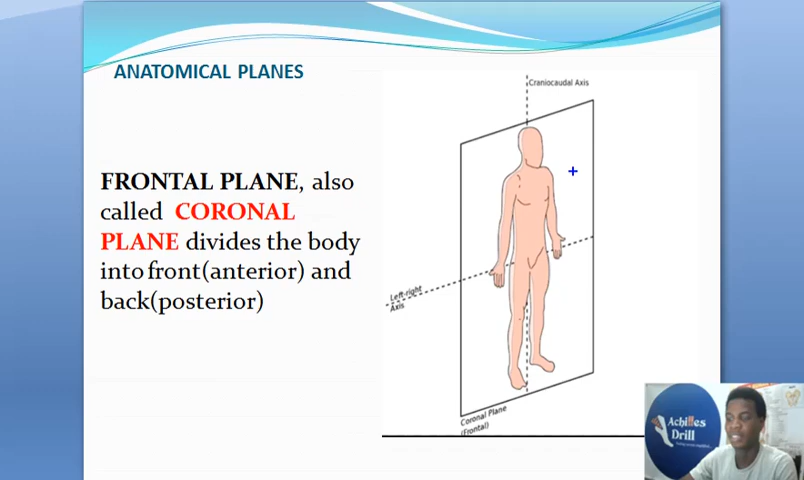 ANATOMICAL PLANES
FRONTAL PLANE, also
called CORONAL
PLANE divides the body
into front(anterior) and
back(posterior)
Craniocaudal Axis
Left-right
Axis
Coronal Plane
(Frontal)
Achilles
Drill